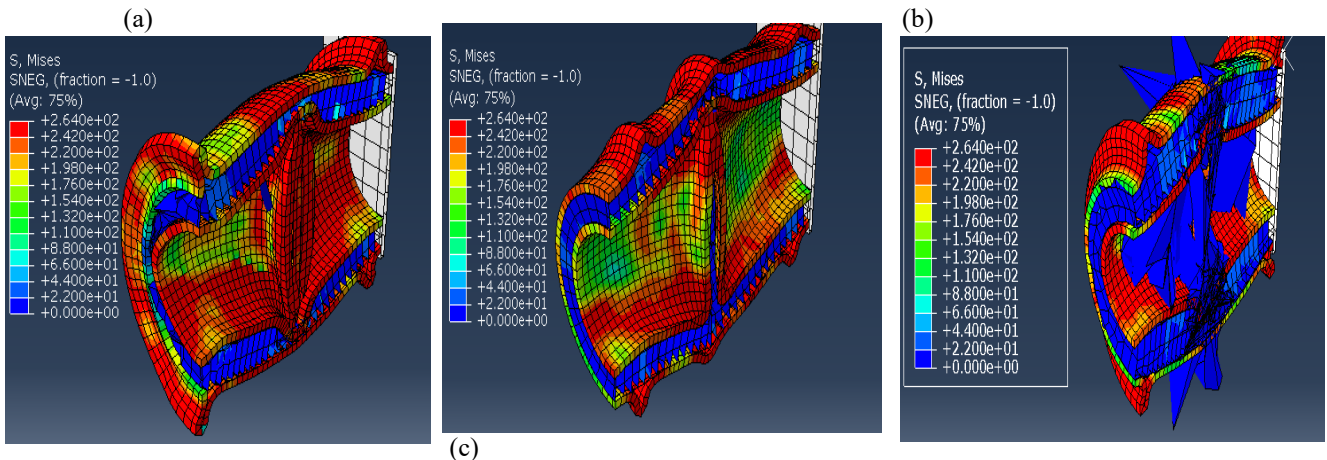 (a)
(b)
S, Mises
SNEG, (fraction = -1.0)
(Avg: 75%)
+2.640e+02
+2.420e+02
+2.200e+02
+1.980e+02
+1.760e+02
+1.540e+02
+1.320e+02
+1.100e+02
+8.800e+01
+6.600e+01
+4.400e+01
+2.200e+01
+0.000e+00
S, Mises
SNEG, (fraction = -1.0)
(Avg: 75%)
+2.640e+02
+2.420e+02
+2.200e+02
+1.980e+02
+1.760e+02
+1.540e+02
+1.320e+02
+1.100e+02
+8.800e+01
+6.600e+01
+4.400e+01
+2.200e+01
+0.000e+00
S, Mises
SNEG, (fraction = -1.0)
(Avg: 75%)
+2.640e+02
+2.420e+02
+2.200e+02
+1.980e+02
+1.760e+02
+1.540e+02
+1.320e+02
+1.100e+02
+8.800e+01
+6.600e+01
+4.400e+01
+2.200e+01
+0.000e+00
(c)